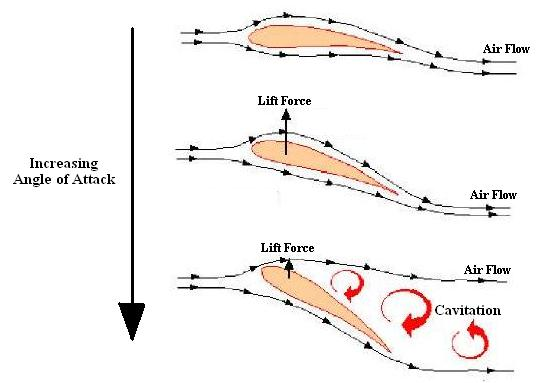 Air Flow
Lift Force
Increasing
Angle of Attack
Air Flow
Lift Force
Air Flow
Cavitation